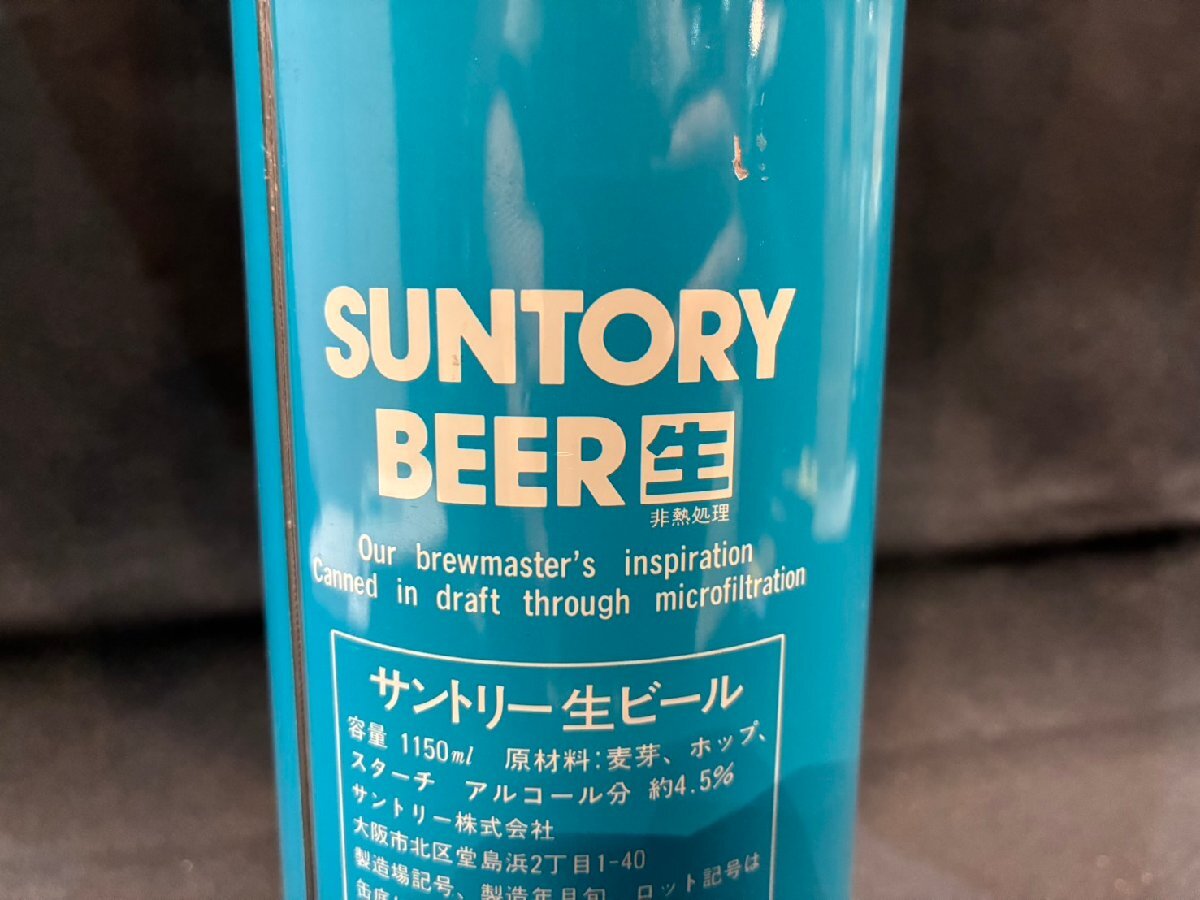 SUNTORY
BEER 生
非熱処理
Our brewmaster's inspiration
Canned in draft through microfiltration
サントリー生ビール
容量 1150ml 原材料:麦芽、ホップ、
スターチ アルコール分 約4.5%
サントリー株式会社
大阪市北区堂島浜2丁目1-40
製造場記号、製造年月旬、ロット記号は
缶底